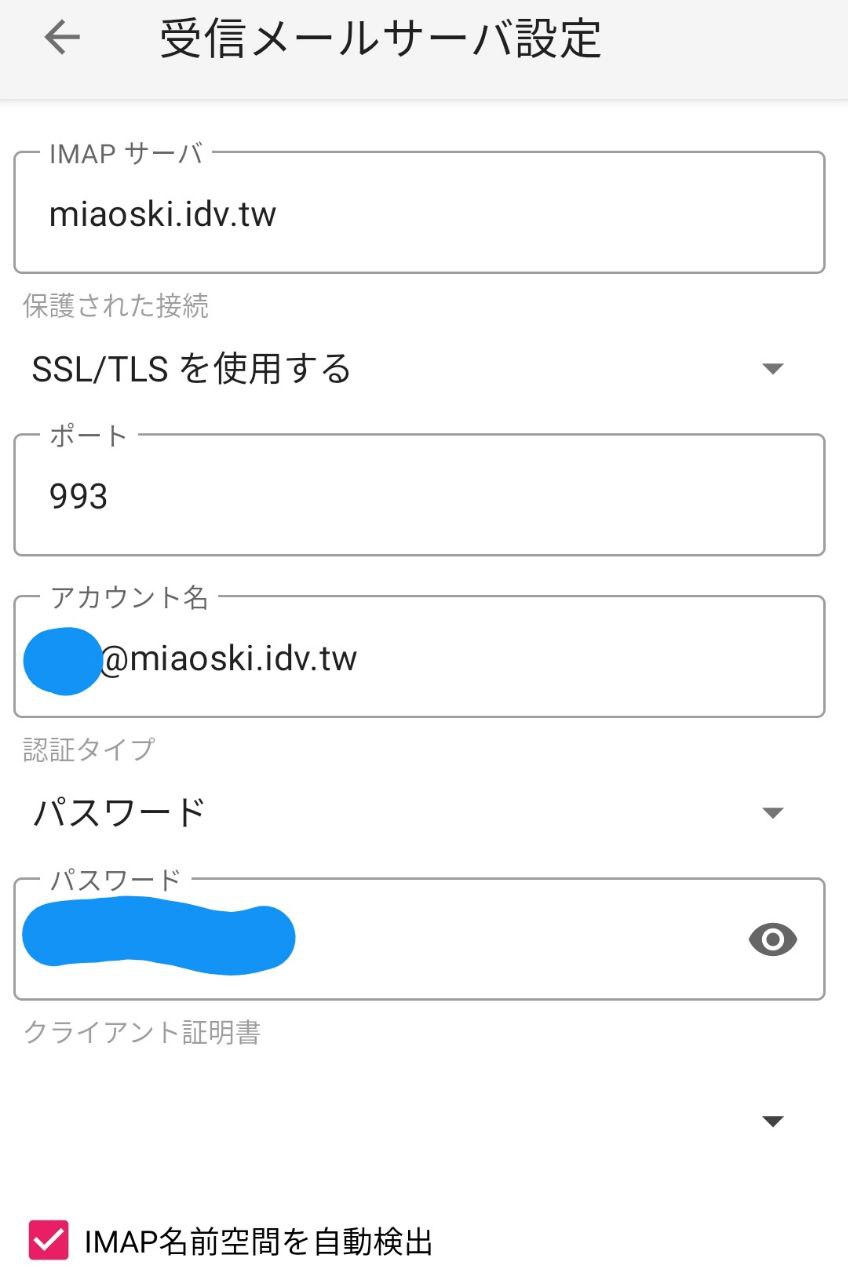 受信メールサーバ設定
IMAP サーバ
miaoski.idv.tw
保護された接続
SSL/TLS を使用する
ポート
993
アカウント名
@miaoski.idv.tw
認証タイプ
パスワード
パスワード
クライアント証明書
IMAP名前空間を自動検出